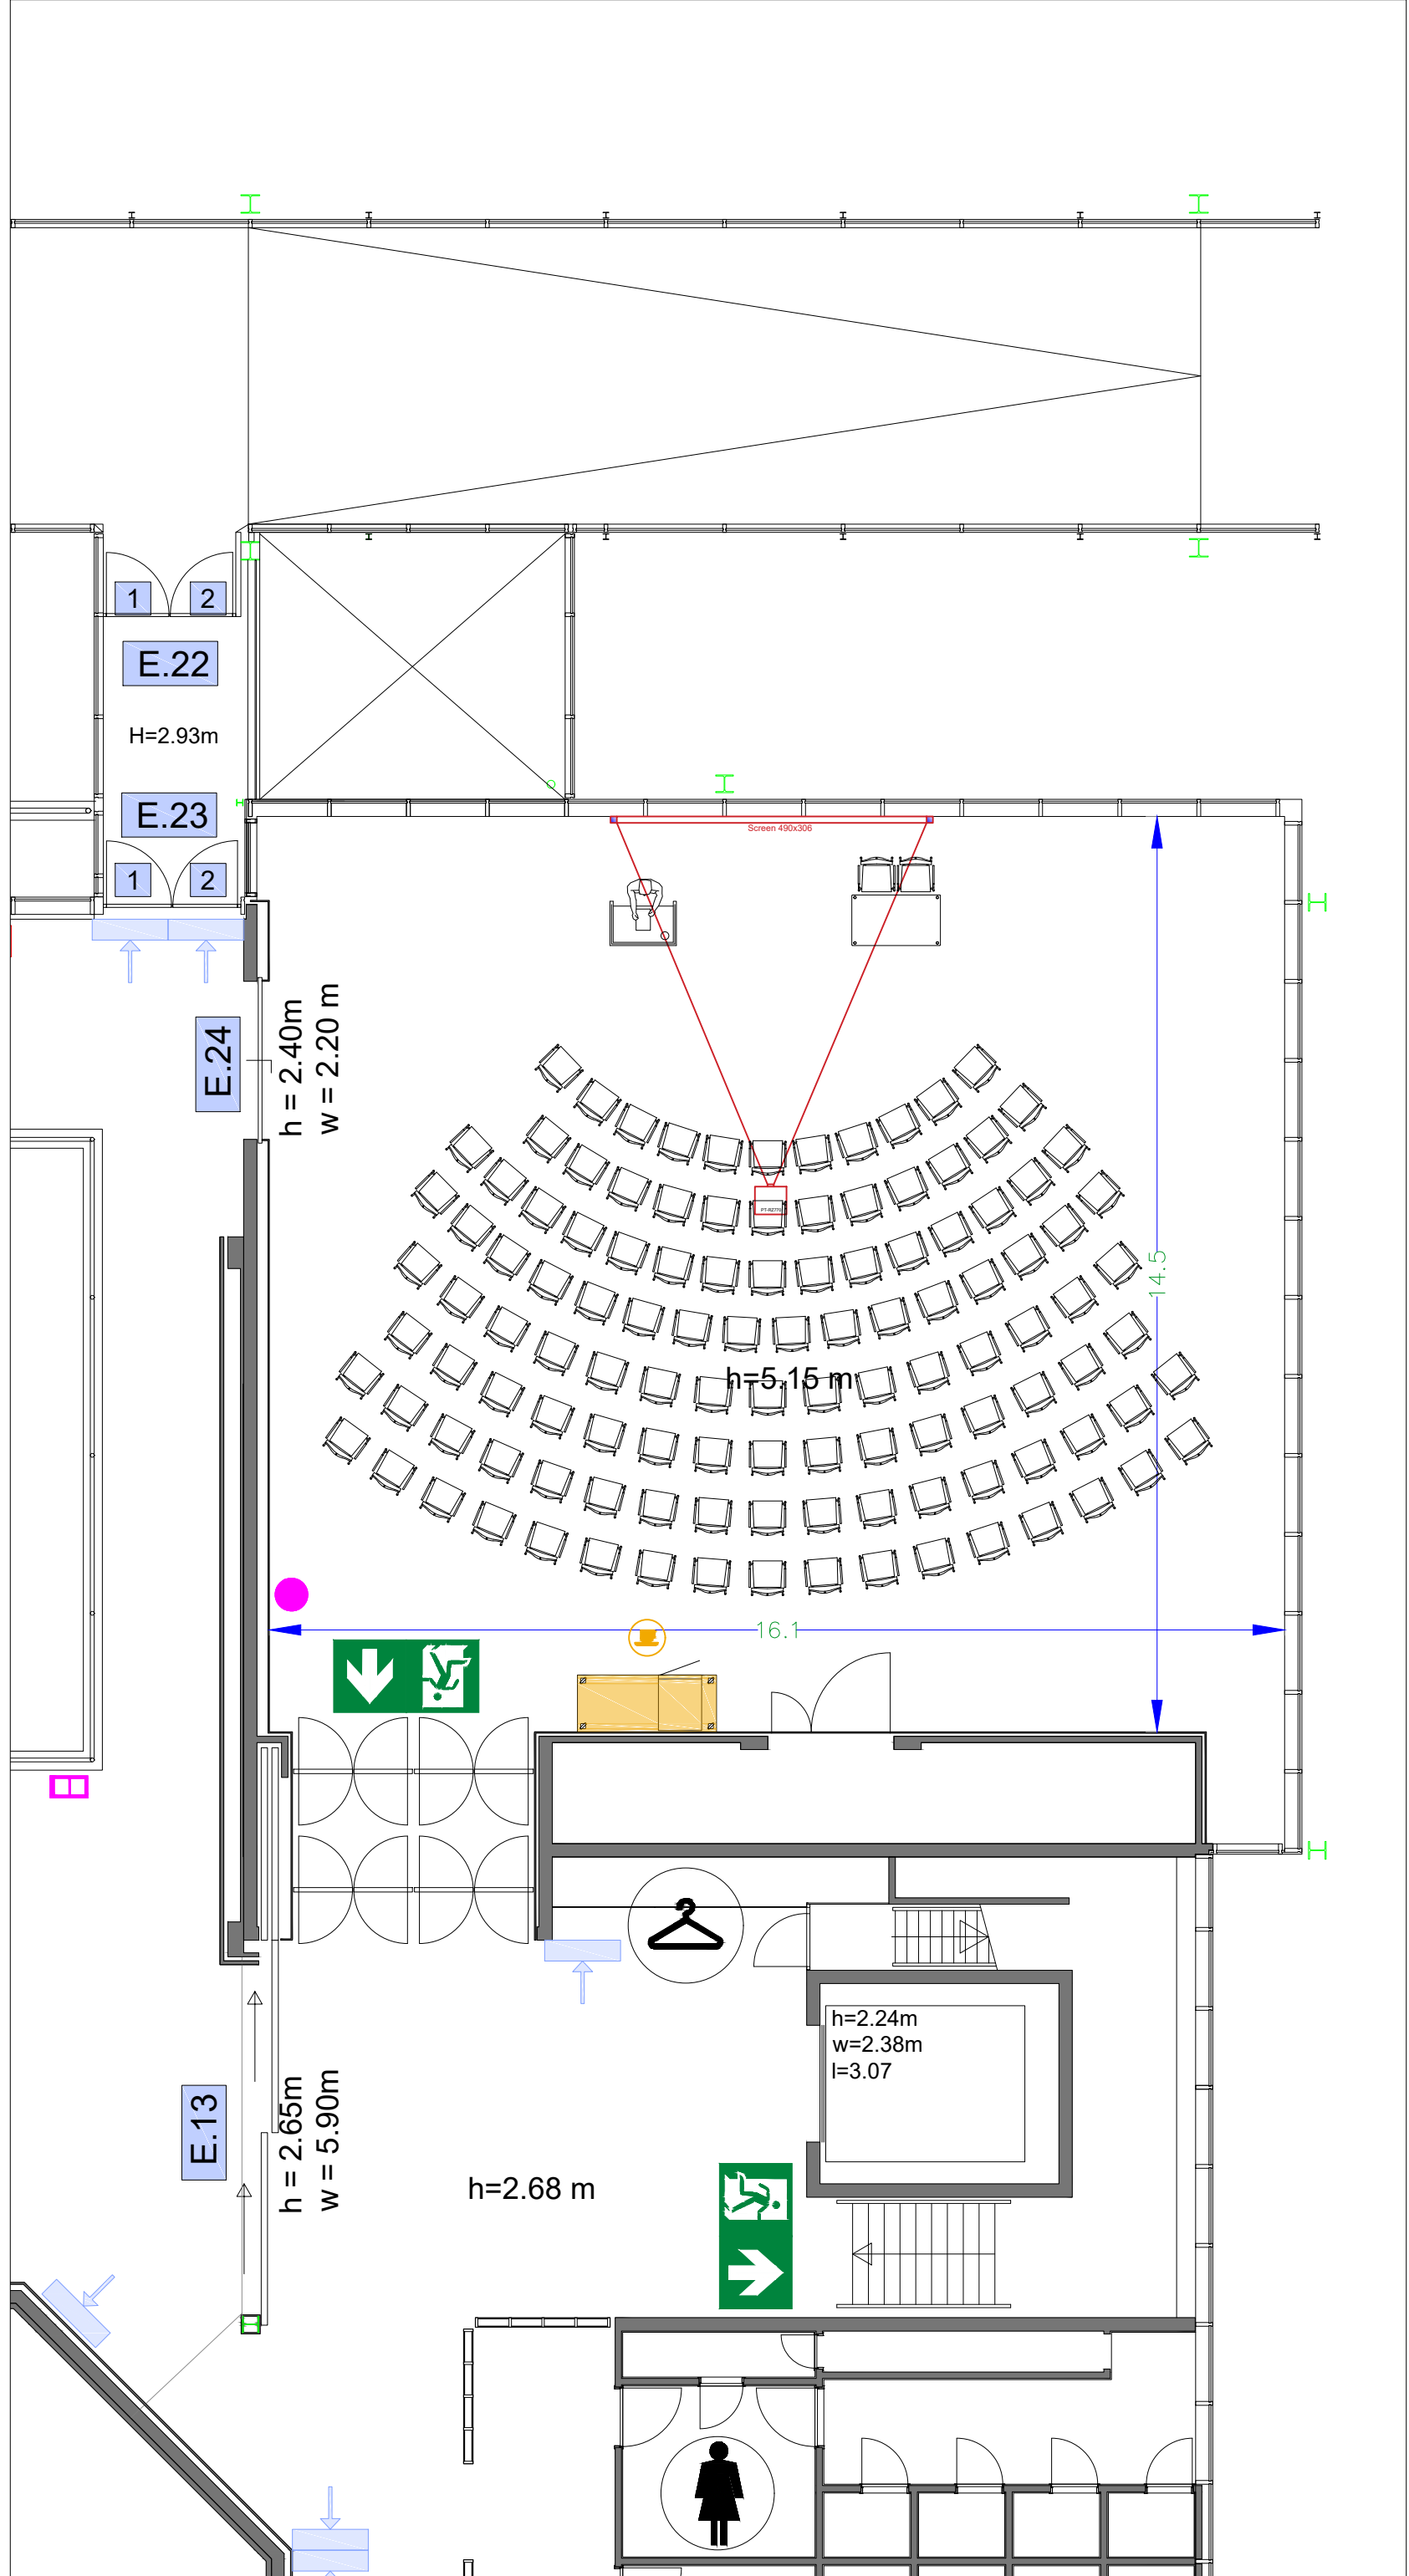 1
2
E.22
H=2.93m
E.23
1
2
Screen 490x306
E.24
h = 2.40m
w = 2.20 m
14.5
h=5.15 m
16.1
h=2.24m
w=2.38m
l=3.07
E.13
h = 2.65m
w = 5.90m
h=2.68 m